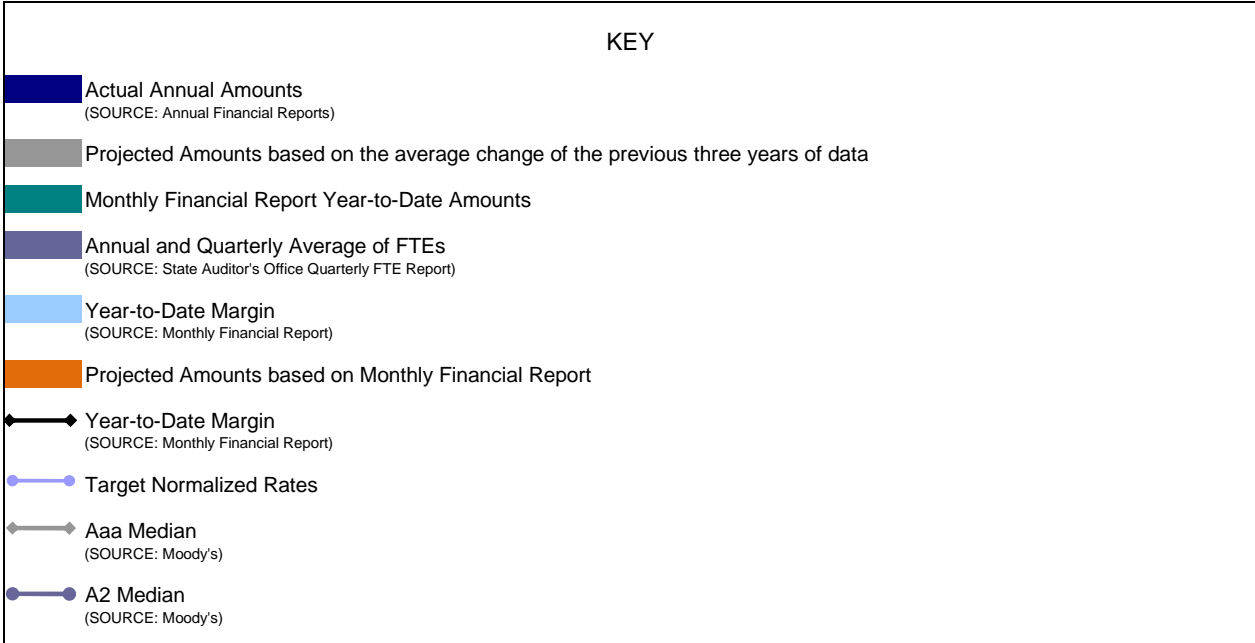 KEY
Actual Annual Amounts
(SOURCE: Annual Financial Reports)
Projected Amounts based on the average change of the previous three years of data
Monthly Financial Report Year-to-Date Amounts
Annual and Quarterly Average of FTEs
(SOURCE: State Auditor's Office Quarterly FTE Report)
Year-to-Date Margin
(SOURCE: Monthly Financial Report)
Projected Amounts based on Monthly Financial Report
Year-to-Date Margin
(SOURCE: Monthly Financial Report)
Target Normalized Rates
Aaa Median
(SOURCE: Moody's)
A2 Median
(SOURCE: Moody's)